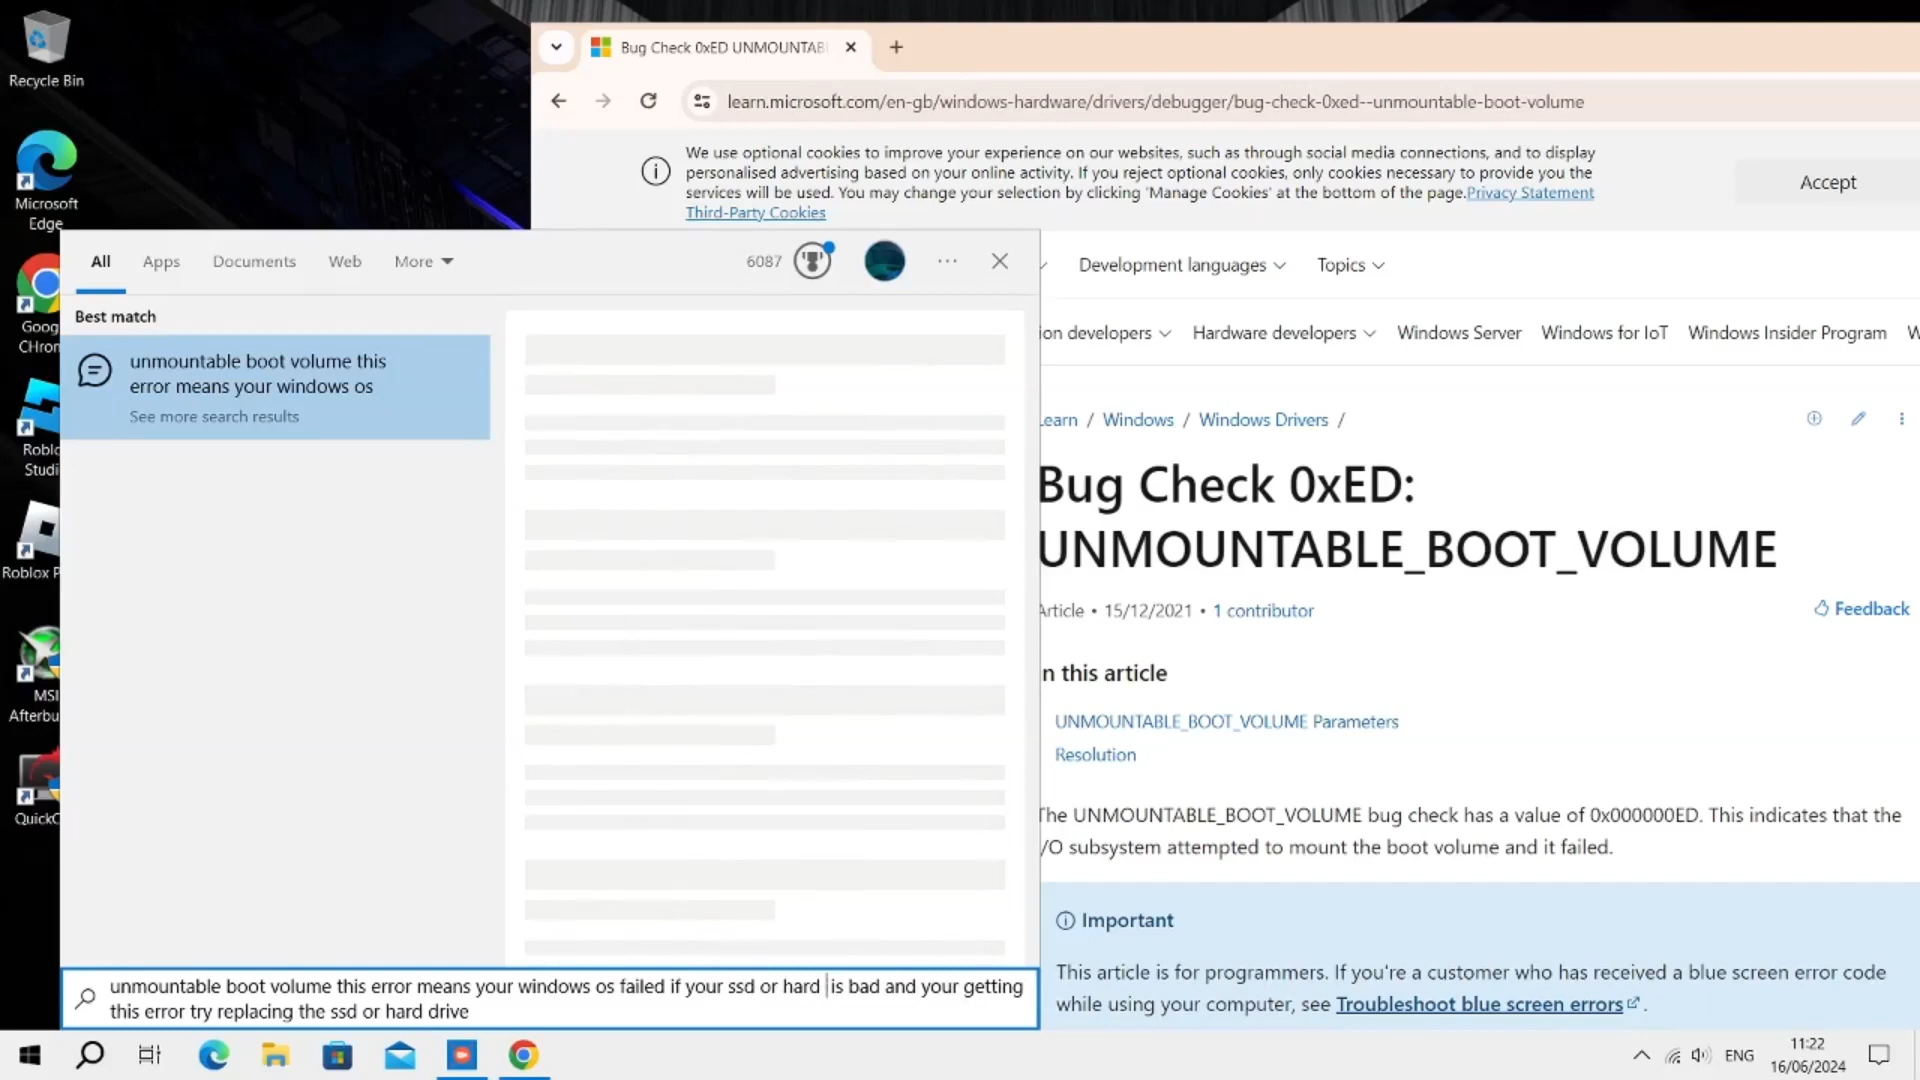 Recycle Bin
Microsoft
Edge
Goog
CHron
Roblo
Studi
Roblox P
MSI
Afterbu
QuickC
Bug Check 0xED UNMOUNTAB
learn.microsoft.com/en-gb/windows-hardware/drivers/debugger/bug-check-0xed--unmountable-boot-volume
We use optional cookies to improve your experience on our websites, such as through social media connections, and to display
personalised advertising based on your online activity. If you reject optional cookies, only cookies necessary to provide you the
services will be used. You may change your selection by clicking 'Manage Cookies' at the bottom of the page.Privacy Statement
Third-Party Cookies
Accept
All Apps Documents Web More 6087
Best match
unmountable boot volume this
error means your windows os
See more search results
unmountable boot volume this error means your windows os failed if your ssd or hard is bad and your getting
this error try replacing the ssd or hard drive
Development languages Topics
ion developers Hardware developers Windows Server Windows for IoT Windows Insider Program W
Learn / Windows / Windows Drivers /
Bug Check 0xED:
UNMOUNTABLE_BOOT_VOLUME
Article • 15/12/2021 • 1 contributor
Feedback
n this article
UNMOUNTABLE_BOOT_VOLUME Parameters
Resolution
The UNMOUNTABLE_BOOT_VOLUME bug check has a value of 0x000000ED. This indicates that the
/O subsystem attempted to mount the boot volume and it failed.
Important
This article is for programmers. If you're a customer who has received a blue screen error code
while using your computer, see Troubleshoot blue screen errors .
ENG
11:22
16/06/2024